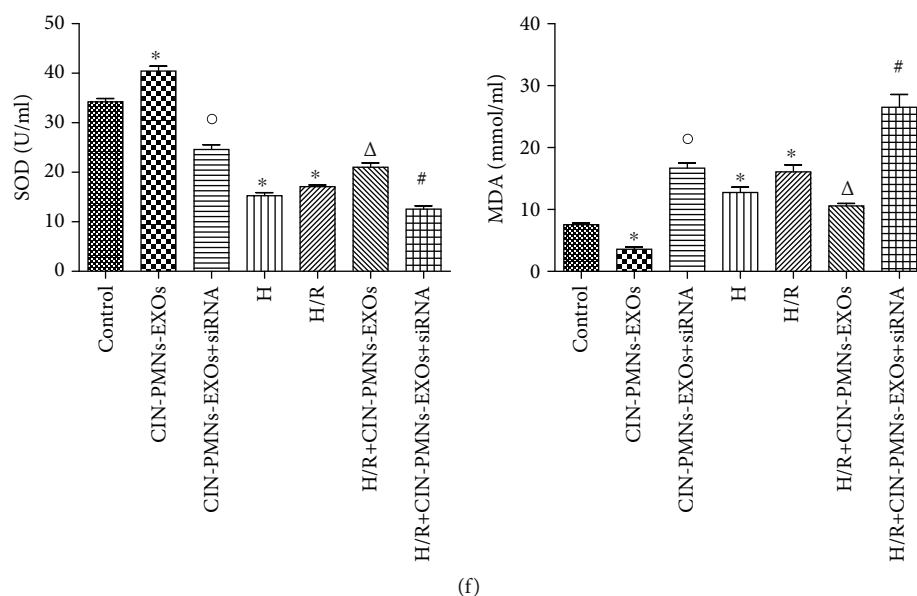 SOD (U/ml)
50
40
30
20
10
0
*
○
*
*
Δ
#
Control
CIN-PMNs-EXOs
CIN-PMNs-EXOs+siRNA
H
H/R
H/R+CIN-PMNs-EXOs
H/R+CIN-PMNs-EXOs+siRNA
MDA (mmol/ml)
40
30
20
10
0
*
○
*
*
Δ
#
Control
CIN-PMNs-EXOs
CIN-PMNs-EXOs+siRNA
H
H/R
H/R+CIN-PMNs-EXOs
H/R+CIN-PMNs-EXOs+siRNA
(f)